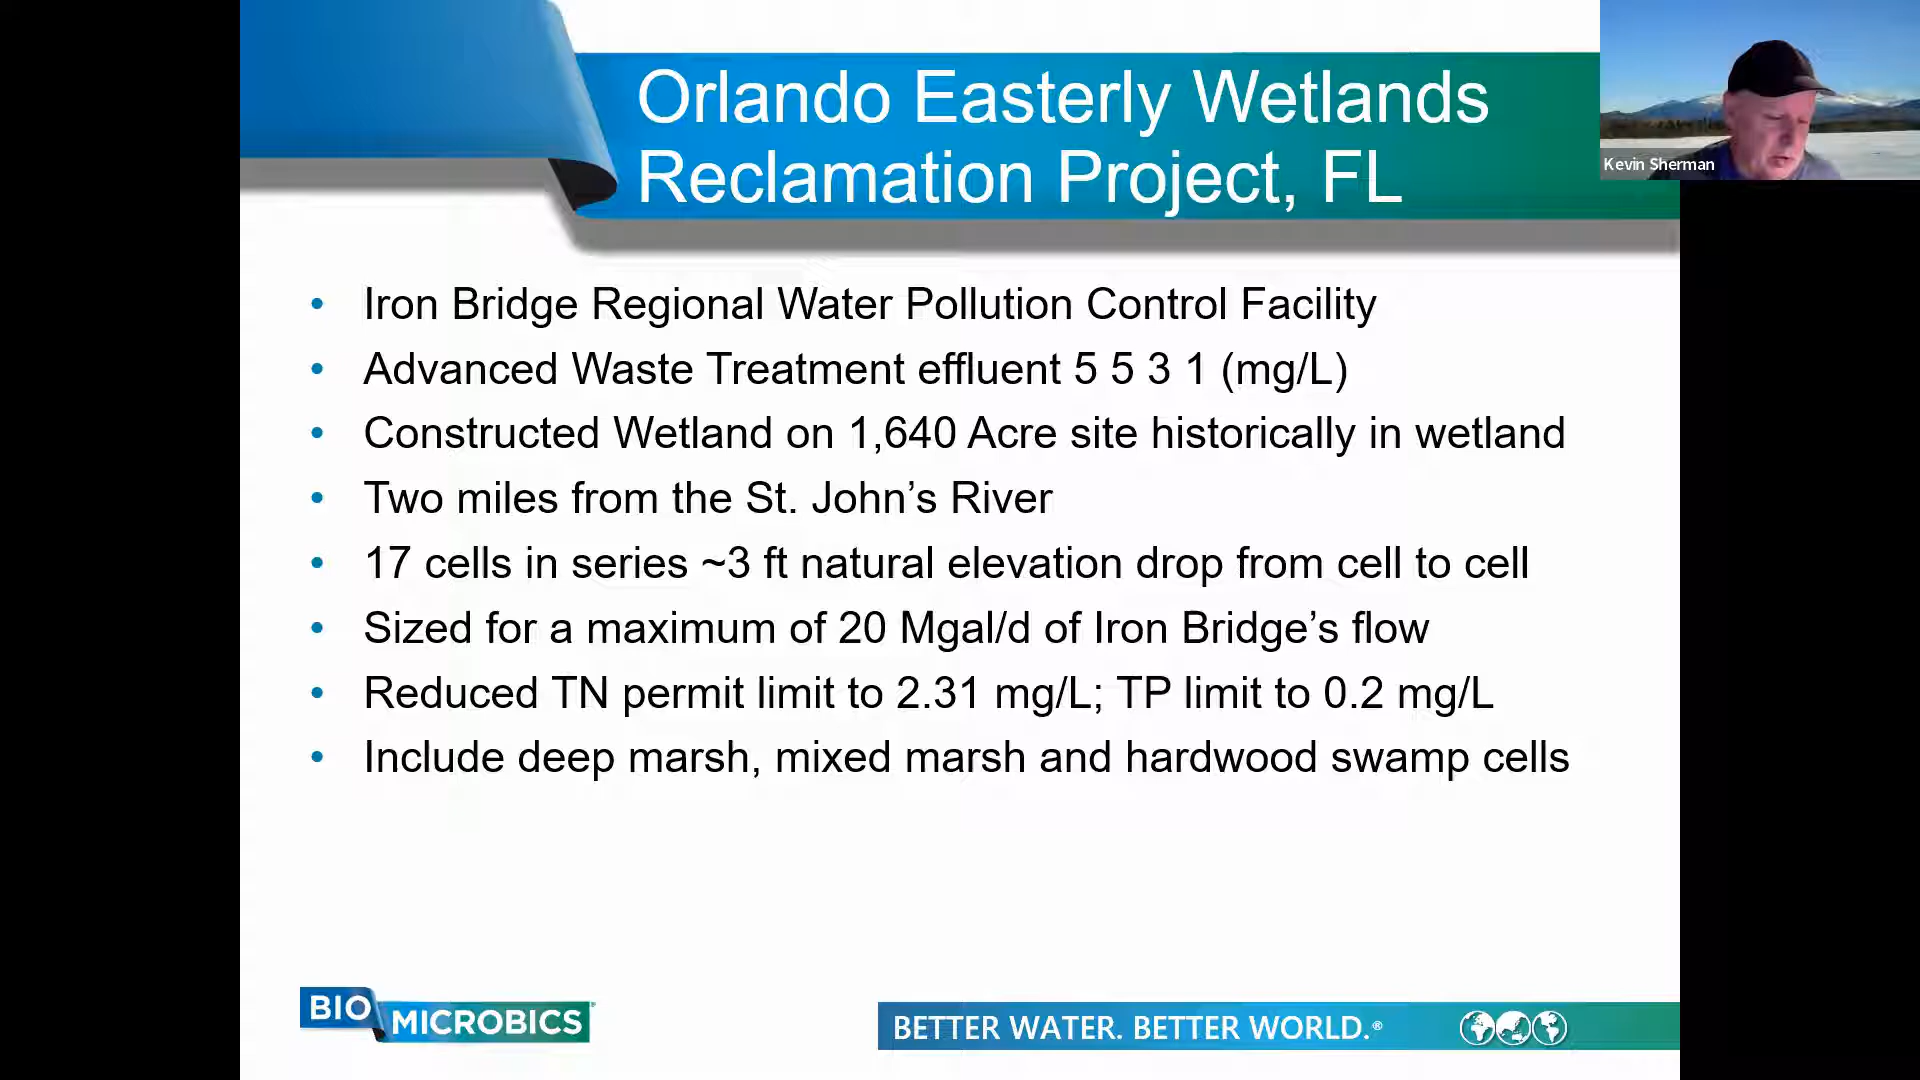 Orlando Easterly Wetlands
Reclamation Project, FL
Kevin Sherman
• Iron Bridge Regional Water Pollution Control Facility
• Advanced Waste Treatment effluent 5 5 3 1 (mg/L)
• Constructed Wetland on 1,640 Acre site historically in wetland
• Two miles from the St. John’s River
• 17 cells in series ~3 ft natural elevation drop from cell to cell
• Sized for a maximum of 20 Mgal/d of Iron Bridge’s flow
• Reduced TN permit limit to 2.31 mg/L; TP limit to 0.2 mg/L
• Include deep marsh, mixed marsh and hardwood swamp cells
BIO MICROBICS®
BETTER WATER. BETTER WORLD.®